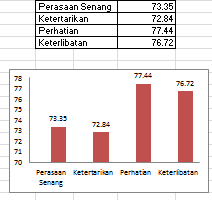 Perasaan Senang 73.35
Ketertarikan 72.84
Perhatian 77.44
Keterlibatan 76.72
78
77
76
75
74
73
72
71
70
73.35
72.84
77.44
76.72
Perasaan Senang
Ketertarikan
Perhatian
Keterlibatan